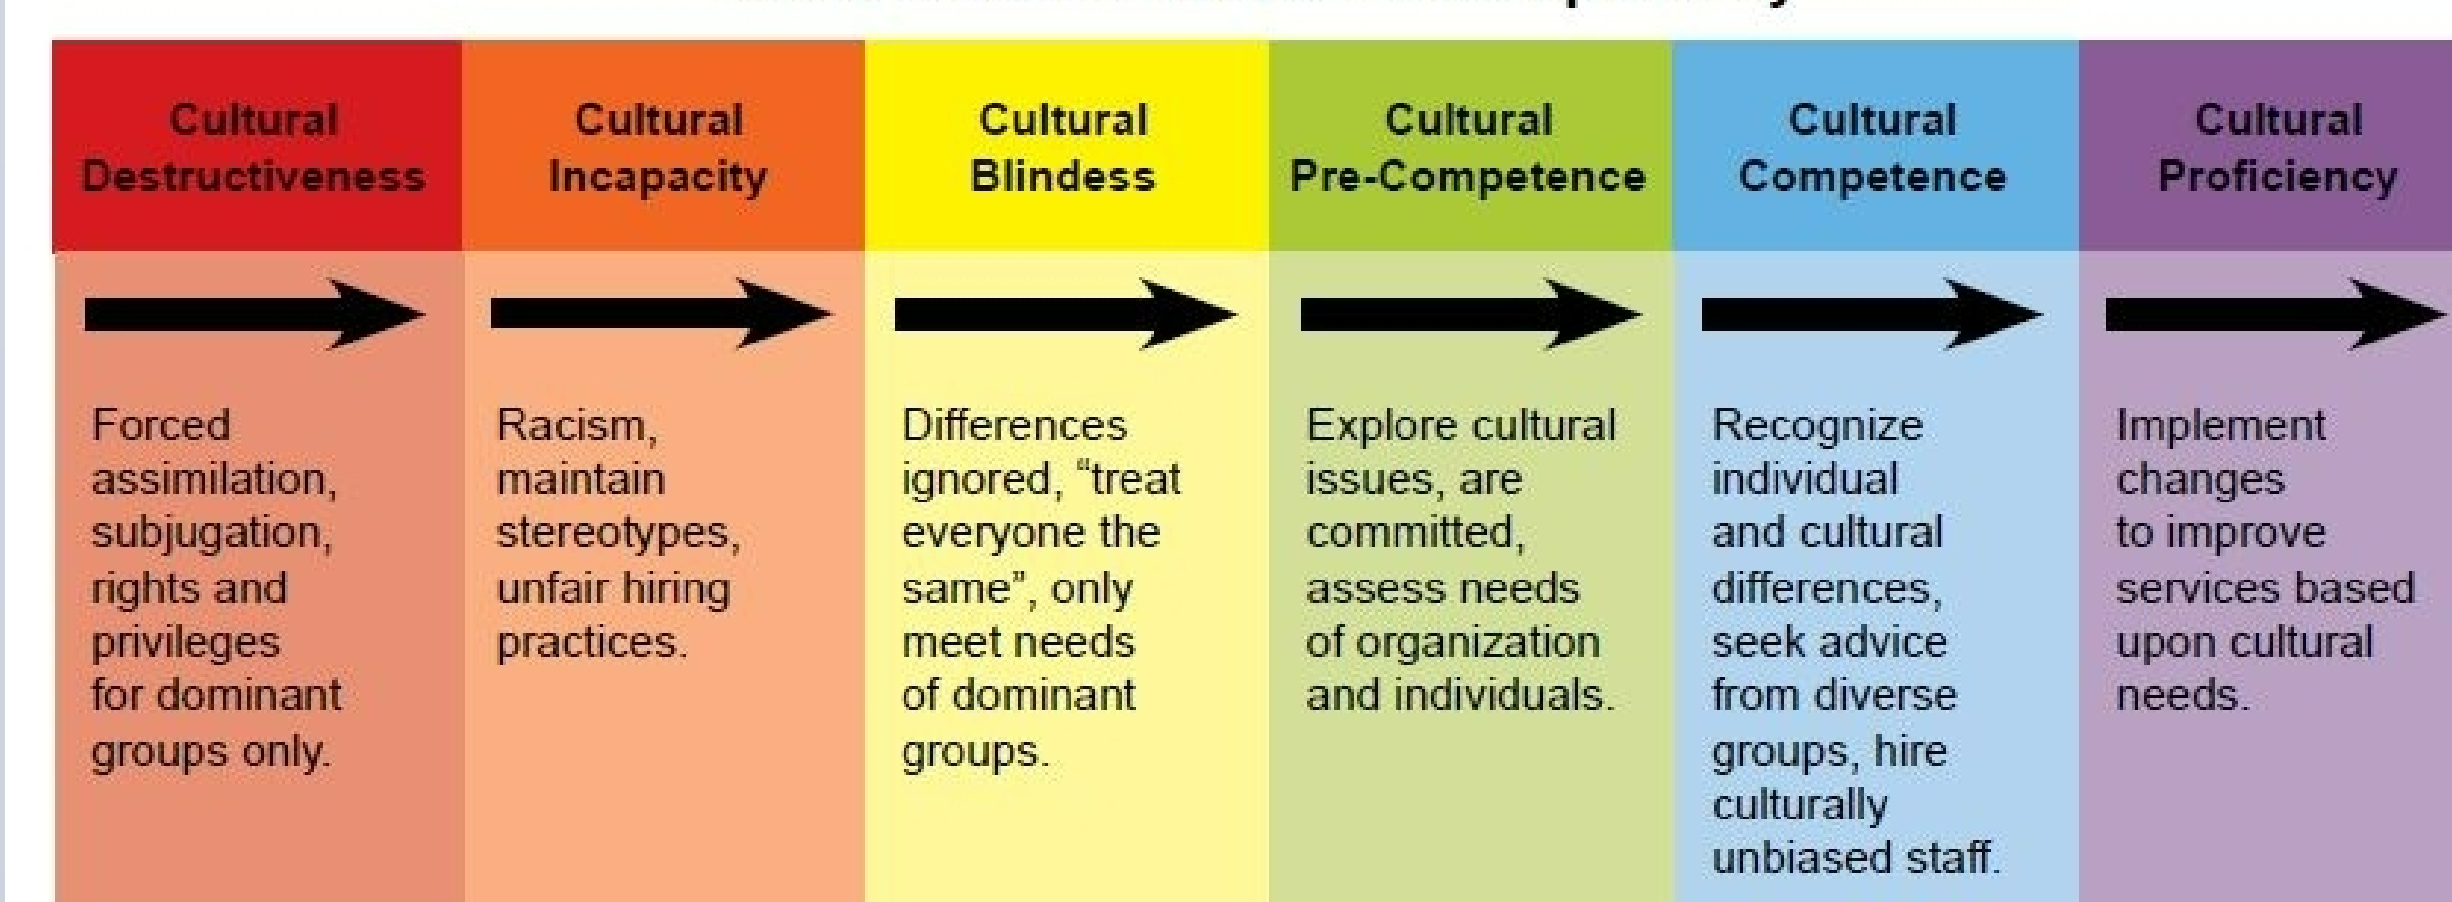 Cultural
Destructiveness
Cultural
Incapacity
Cultural
Blindess
Cultural
Pre-Competence
Cultural
Competence
Cultural
Proficiency
Forced
assimilation,
subjugation,
rights and
privileges
for dominant
groups only.
Racism,
maintain
stereotypes,
unfair hiring
practices.
Differences
ignored, “treat
everyone the
same”, only
meet needs
of dominant
groups.
Explore cultural
issues, are
committed,
assess needs
of organization
and individuals.
Recognize
individual
and cultural
differences,
seek advice
from diverse
groups, hire
culturally
unbiased staff.
Implement
changes
to improve
services based
upon cultural
needs.